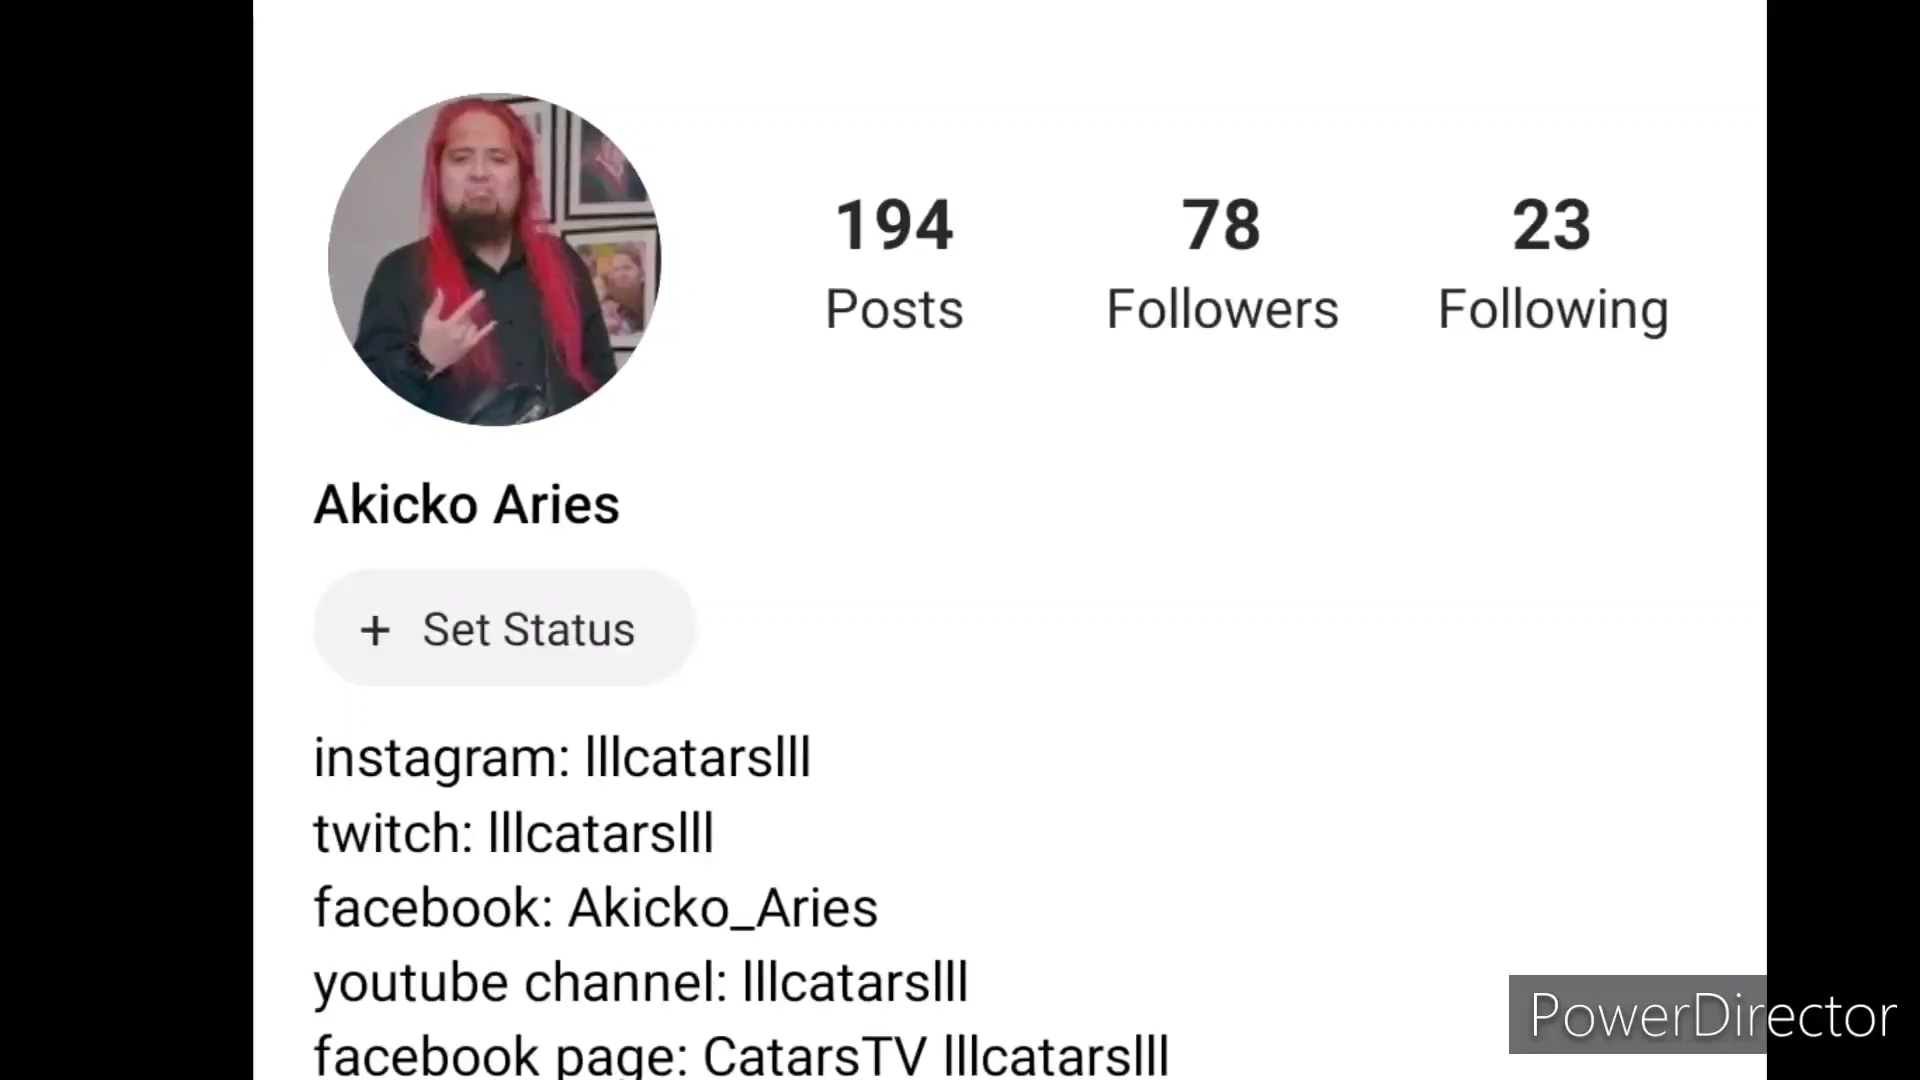 194 78 23
Posts Followers Following
Akicko Aries
+ Set Status
instagram: lllcatarslll
twitch: lllcatarslll
facebook: Akicko_Aries
youtube channel: lllcatarslll
facebook page: CatarsTV lllcatarslll
PowerDirector